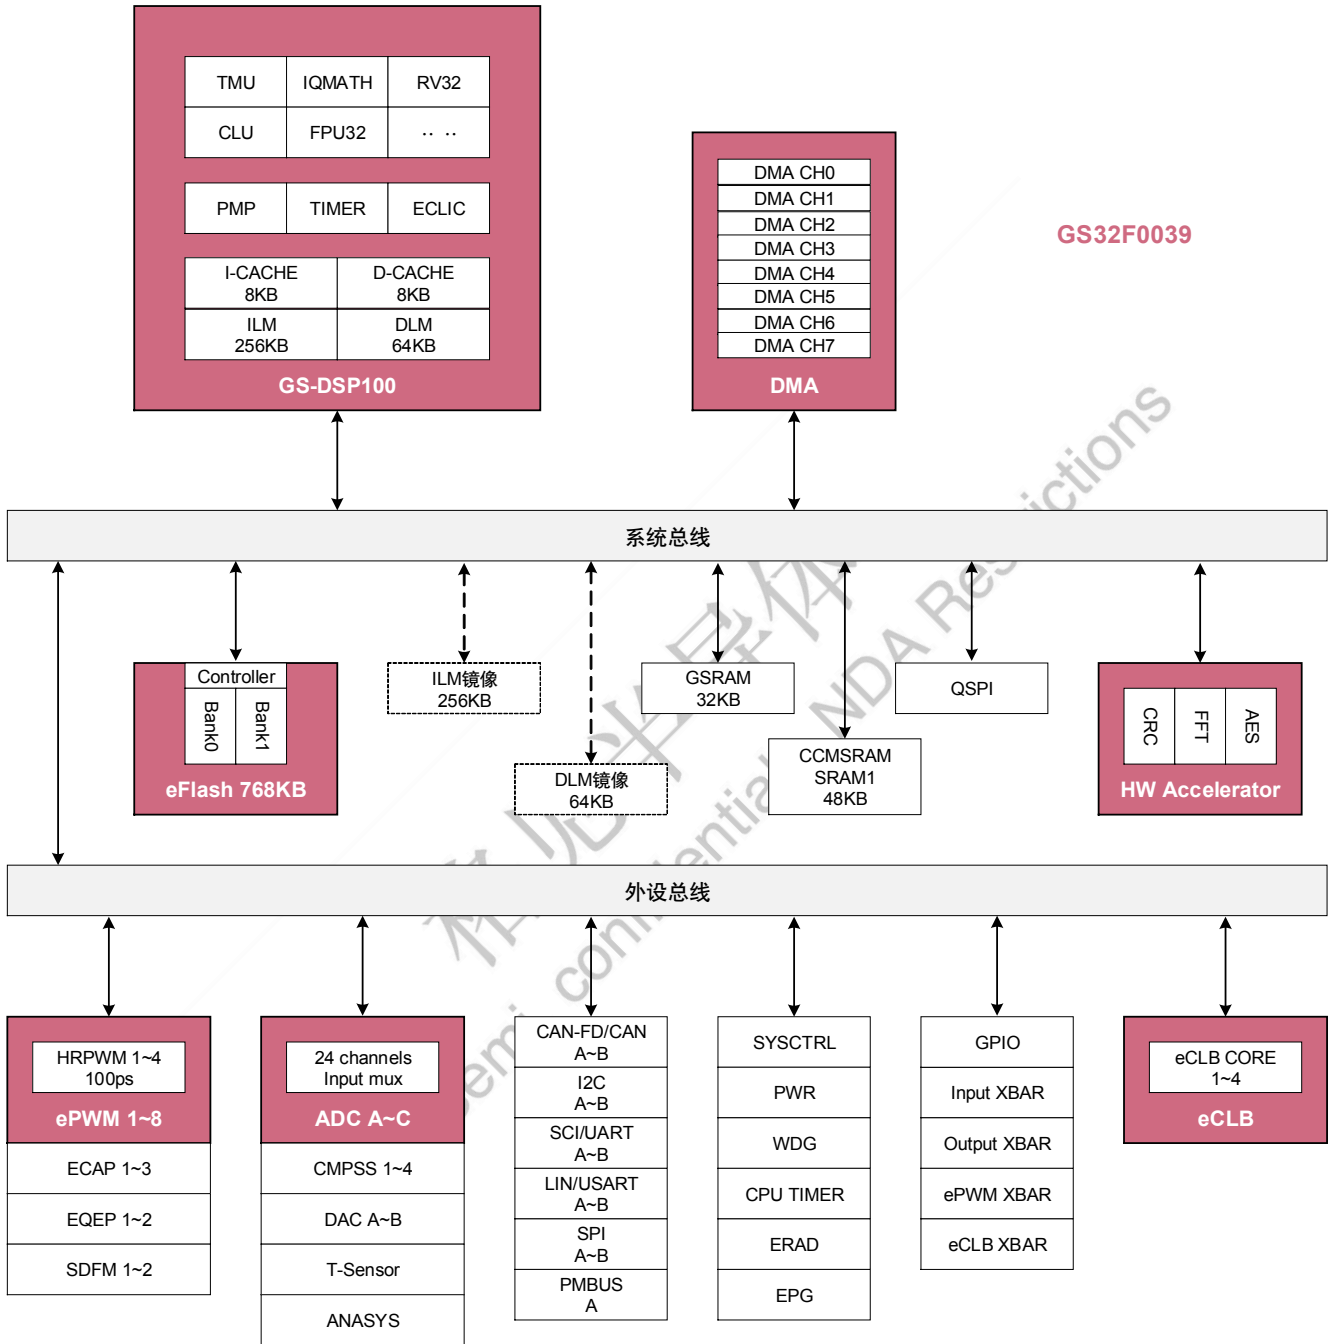 TMU
IQMATH
RV32
CLU
FPU32
·· ··
PMP
TIMER
ECLIC
I-CACHE
8KB
D-CACHE
8KB
ILM
256KB
DLM
64KB
GS-DSP100
DMA CH0
DMA CH1
DMA CH2
DMA CH3
DMA CH4
DMA CH5
DMA CH6
DMA CH7
DMA
GS32F0039
系统总线
Controller
Bank0
Bank1
eFlash 768KB
ILM镜像
256KB
DLM镜像
64KB
GSRAM
32KB
CCMSRAM
SRAM1
48KB
QSPI
CRC
FFT
AES
HW Accelerator
外设总线
HRPWM 1~4
100ps
ePWM 1~8
ECAP 1~3
EQEP 1~2
SDFM 1~2
24 channels
Input mux
ADC A~C
CMPSS 1~4
DAC A~B
T-Sensor
ANASYS
CAN-FD/CAN
A~B
I2C
A~B
SCI/UART
A~B
LIN/USART
A~B
SPI
A~B
PMBUS
A
SYSCTRL
PWR
WDG
CPU TIMER
ERAD
EPG
GPIO
Input XBAR
Output XBAR
ePWM XBAR
eCLB XBAR
eCLB CORE
1~4
eCLB
半导体
NDA